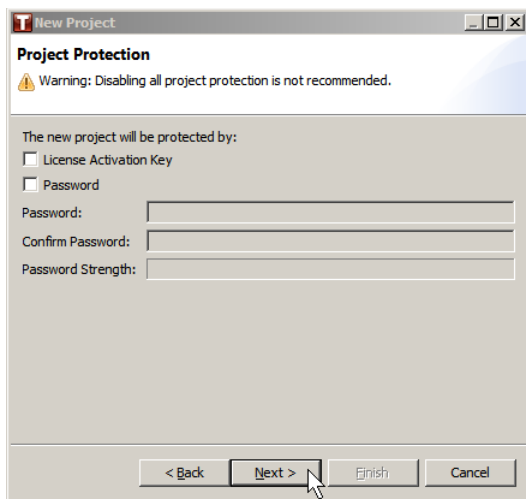 T New Project
Project Protection
Warning: Disabling all project protection is not recommended.
The new project will be protected by:
License Activation Key
Password
Password:
Confirm Password:
Password Strength:
< Back Next > Finish Cancel